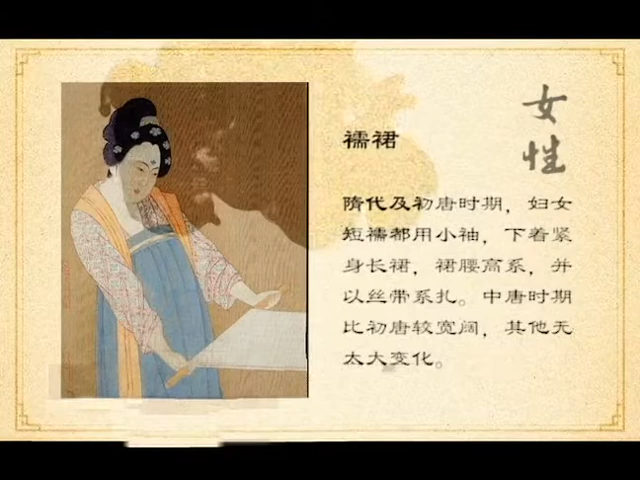 女性
襦裙
隋代及初唐时期，妇女
短襦都用小袖，下着紧
身长裙，裙腰高系，并
以丝带系扎。中唐时期
比初唐较宽阔，其他无
太大变化。